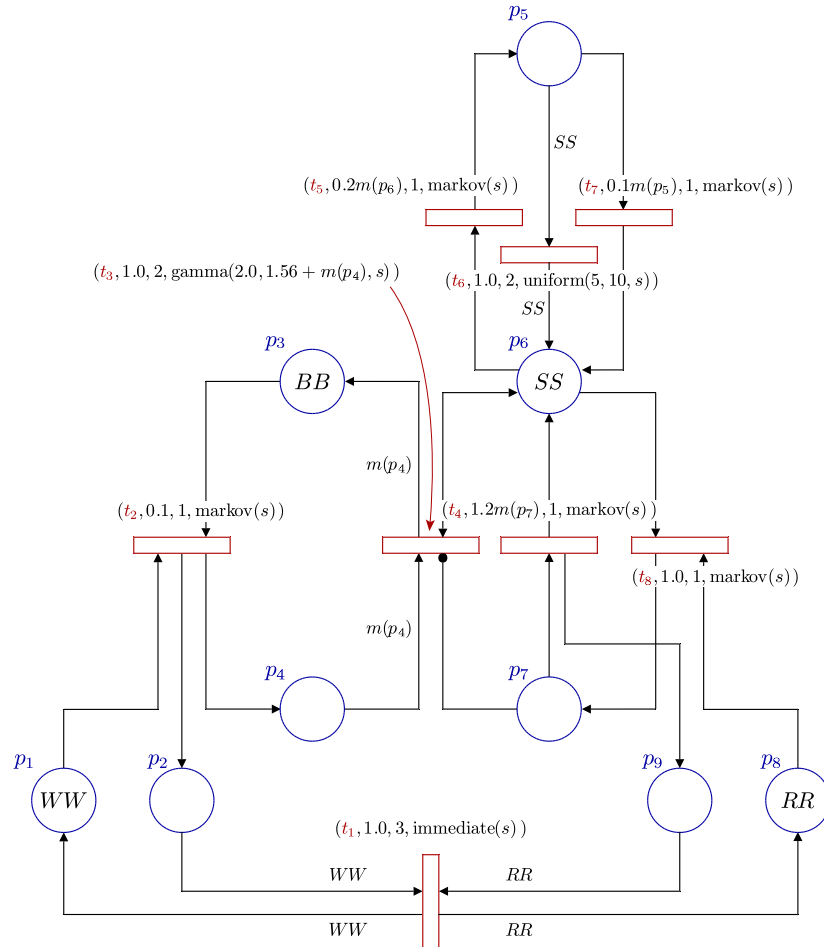 p₅
SS
(t₅, 0.2m(p₆), 1, markov(s))
(t₇, 0.1m(p₅), 1, markov(s))
(t₃, 1.0, 2, gamma(2.0, 1.56 + m(p₄), s))
(t₆, 1.0, 2, uniform(5, 10, s))
SS
p₃
p₆
BB
SS
m(p₄)
(t₂, 0.1, 1, markov(s))
(t₄, 1.2m(p₇), 1, markov(s))
(t₈, 1.0, 1, markov(s))
m(p₄)
p₄
p₇
p₁
p₂
p₉
p₈
WW
RR
(t₁, 1.0, 3, immediate(s))
WW
RR
WW
RR